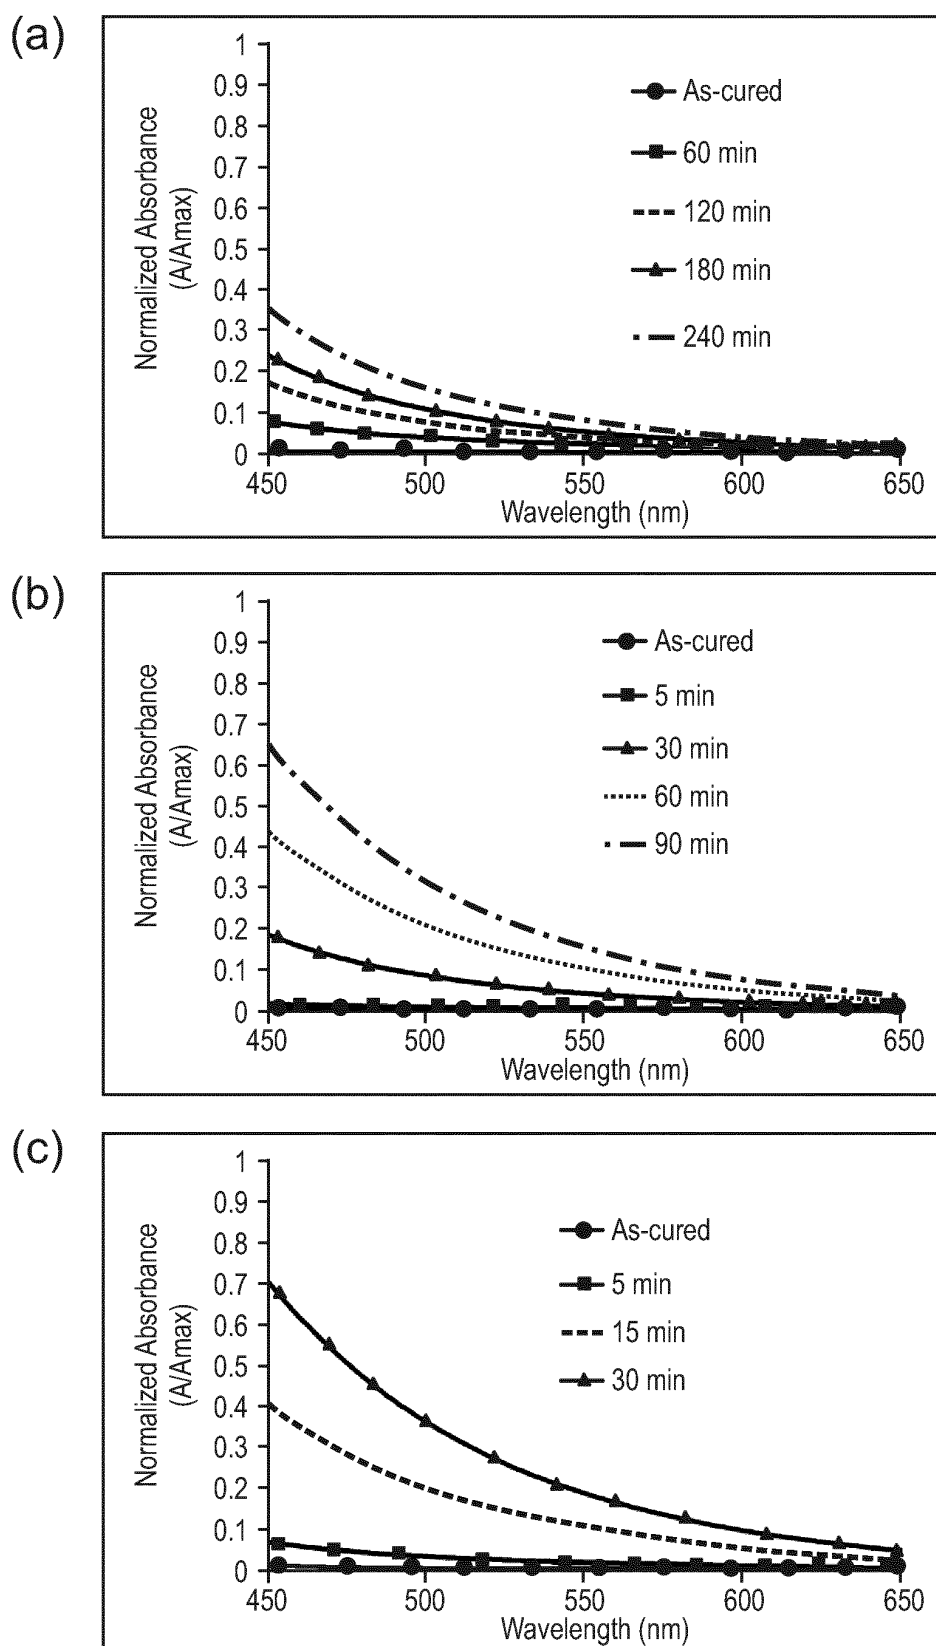 (a)
Normalized Absorbance
(A/Amax)
1
0.9
0.8
0.7
0.6
0.5
0.4
0.3
0.2
0.1
0
450
500
550
600
650
Wavelength (nm)
As-cured
60 min
120 min
180 min
240 min
(b)
Normalized Absorbance
(A/Amax)
1
0.9
0.8
0.7
0.6
0.5
0.4
0.3
0.2
0.1
0
450
500
550
600
650
Wavelength (nm)
As-cured
5 min
30 min
60 min
90 min
(c)
Normalized Absorbance
(A/Amax)
1
0.9
0.8
0.7
0.6
0.5
0.4
0.3
0.2
0.1
0
450
500
550
600
650
Wavelength (nm)
As-cured
5 min
15 min
30 min